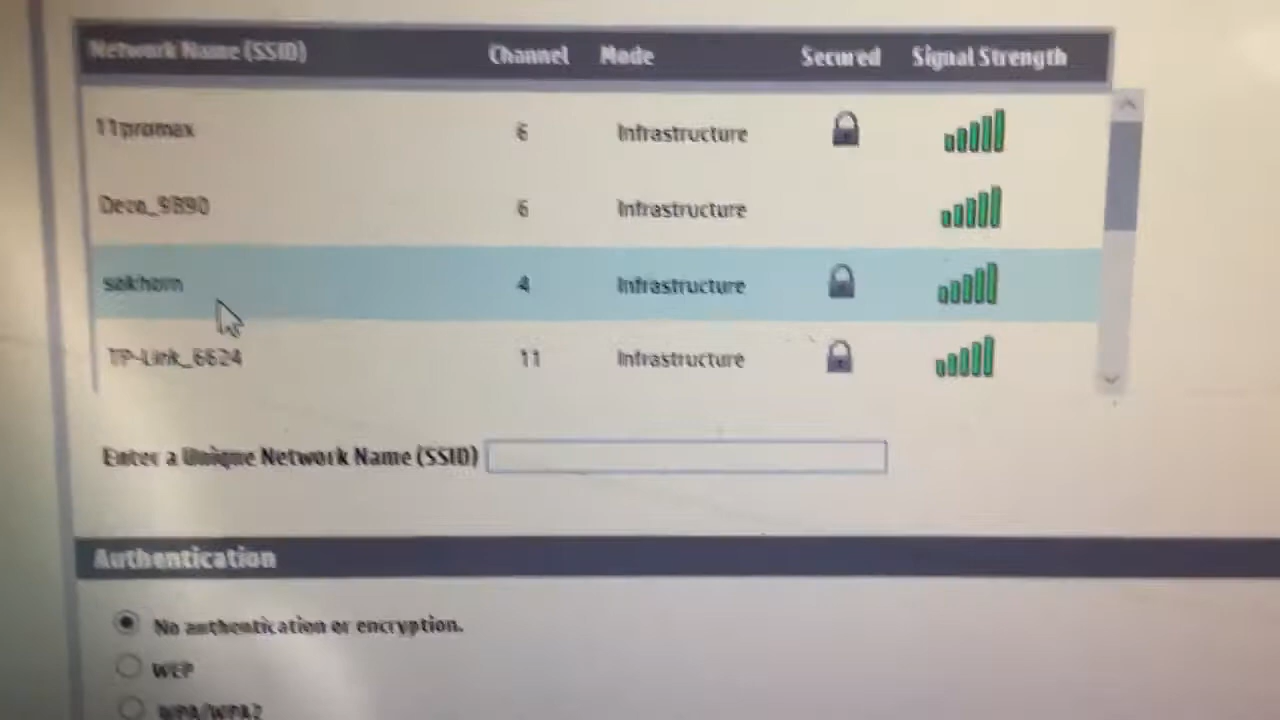 Network Name (SSID) Channel Mode Secured Signal Strength
11promax 6 Infrastructure
Deco_9890 6 Infrastructure
sakhorn 4 Infrastructure
TP-Link_6624 11 Infrastructure
Enter a Unique Network Name (SSID)
Authentication
No authentication or encryption.
WEP
WPA/WPA2